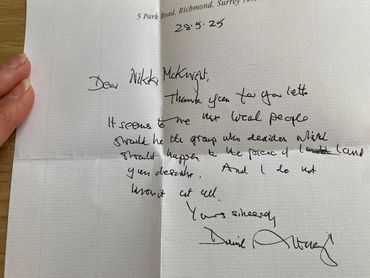 5 Park Road, Richmond, Surrey
28.5.25
Dear Nikki McKnight,
Thank you for your letter
It seems to me that local people
should be the group who decides what
should happen to the piece of land
you describe. And I do not
know it at all.
Yours sincerely
David